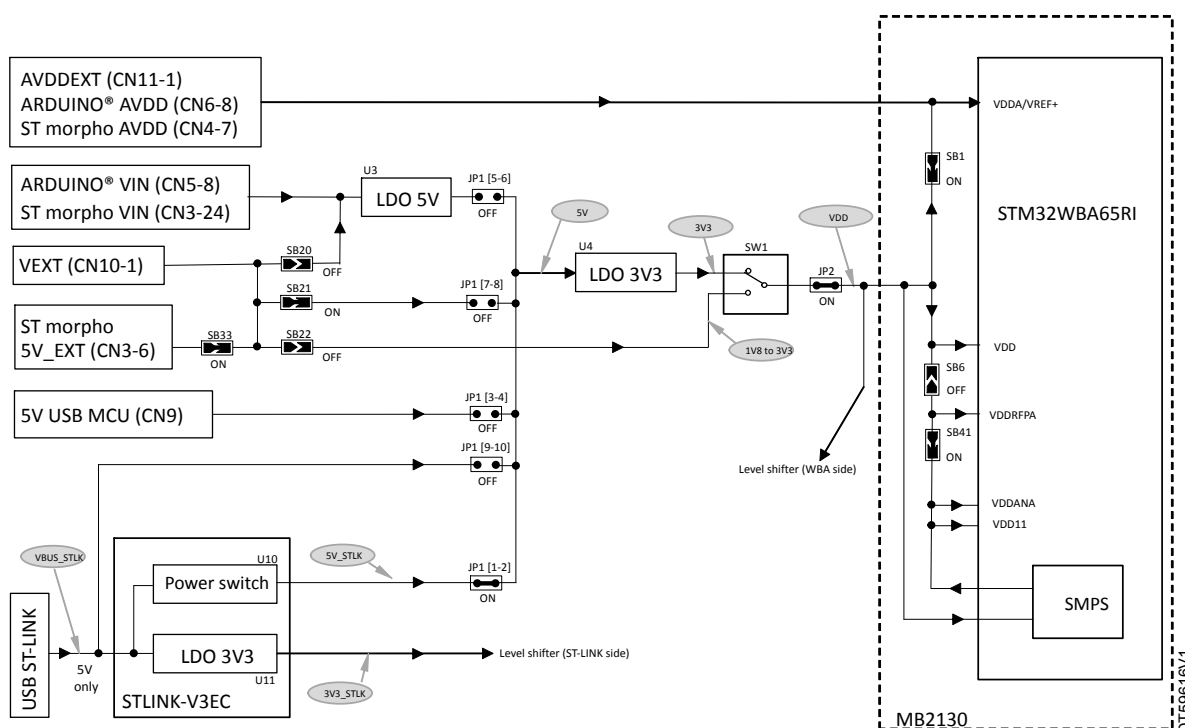 AVDDEXT (CN11-1)
ARDUINO® AVDD (CN6-8)
ST morpho AVDD (CN4-7)
VDDA/VREF+
SB1
ON
STM32WBA65RI
ARDUINO® VIN (CN5-8)
ST morpho VIN (CN3-24)
U3
LDO 5V
JP1 [5-6]
OFF
VEXT (CN10-1)
SB20
OFF
SB21
ON
JP1 [7-8]
OFF
5V
U4
LDO 3V3
3V3
SW1
VDD
JP2
ON
ST morpho
5V_EXT (CN3-6)
SB33
ON
SB22
OFF
1V8 to 3V3
VDD
SB6
OFF
VDDRFPA
SB41
ON
5V USB MCU (CN9)
JP1 [3-4]
OFF
JP1 [9-10]
OFF
Level shifter (WBA side)
VDDANA
VDD11
SMPS
VBUS_STLK
USB ST-LINK
5V
only
U10
Power switch
5V_STLK
JP1 [1-2]
ON
LDO 3V3
U11
STLINK-V3EC
3V3_STLK
Level shifter (ST-LINK side)
MB2130
DT59616V1